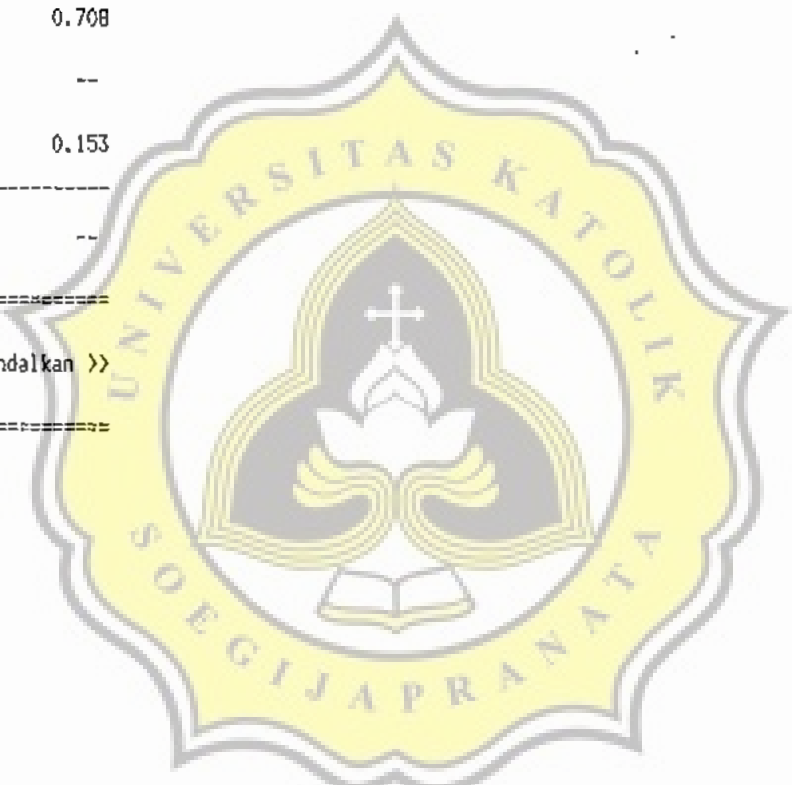 0.708
--
0.153
--------------
--
==============
ndalkan >>
==============
UNIVERSITAS KATOLIK
SOEGIJAPRANATA